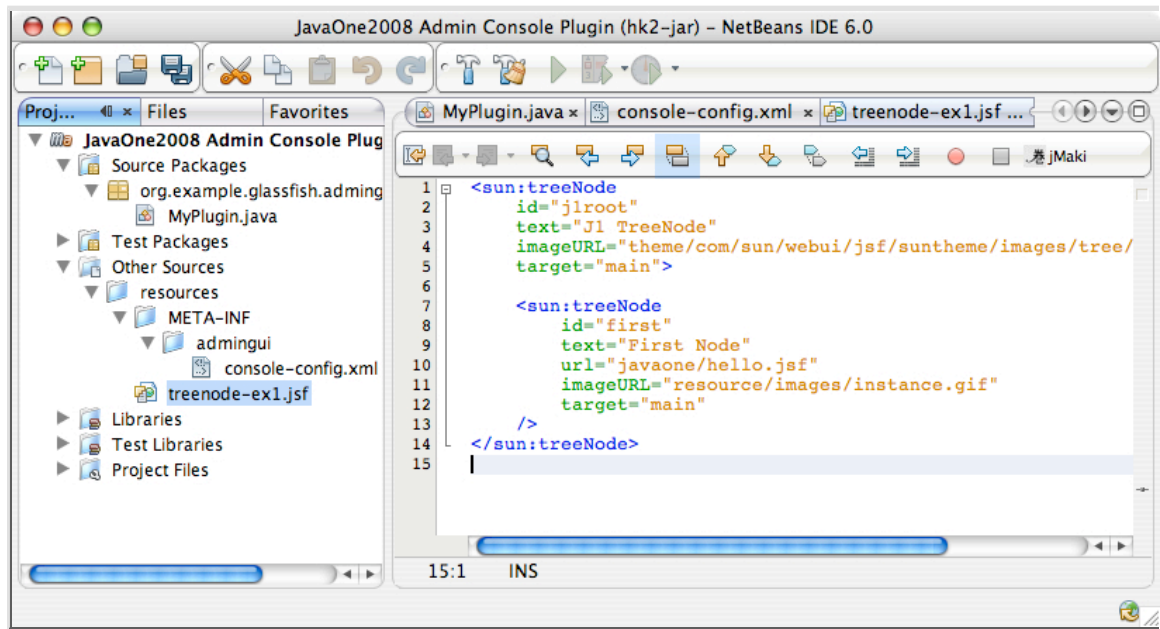 JavaOne2008 Admin Console Plugin (hk2-jar) – NetBeans IDE 6.0
Proj... Files Favorites
JavaOne2008 Admin Console Plug
Source Packages
org.example.glassfish.adming
MyPlugin.java
Test Packages
Other Sources
resources
META-INF
admingui
console-config.xml
treenode-ex1.jsf
Libraries
Test Libraries
Project Files
MyPlugin.java console-config.xml treenode-ex1.jsf ...
jMaki
1 <sun:treeNode
2 id="j1root"
3 text="J1 TreeNode"
4 imageURL="theme/com/sun/webui/jsf/suntheme/images/tree/
5 target="main">
6
7 <sun:treeNode
8 id="first"
9 text="First Node"
10 url="javaone/hello.jsf"
11 imageURL="resource/images/instance.gif"
12 target="main"
13 />
14 </sun:treeNode>
15
15:1 INS